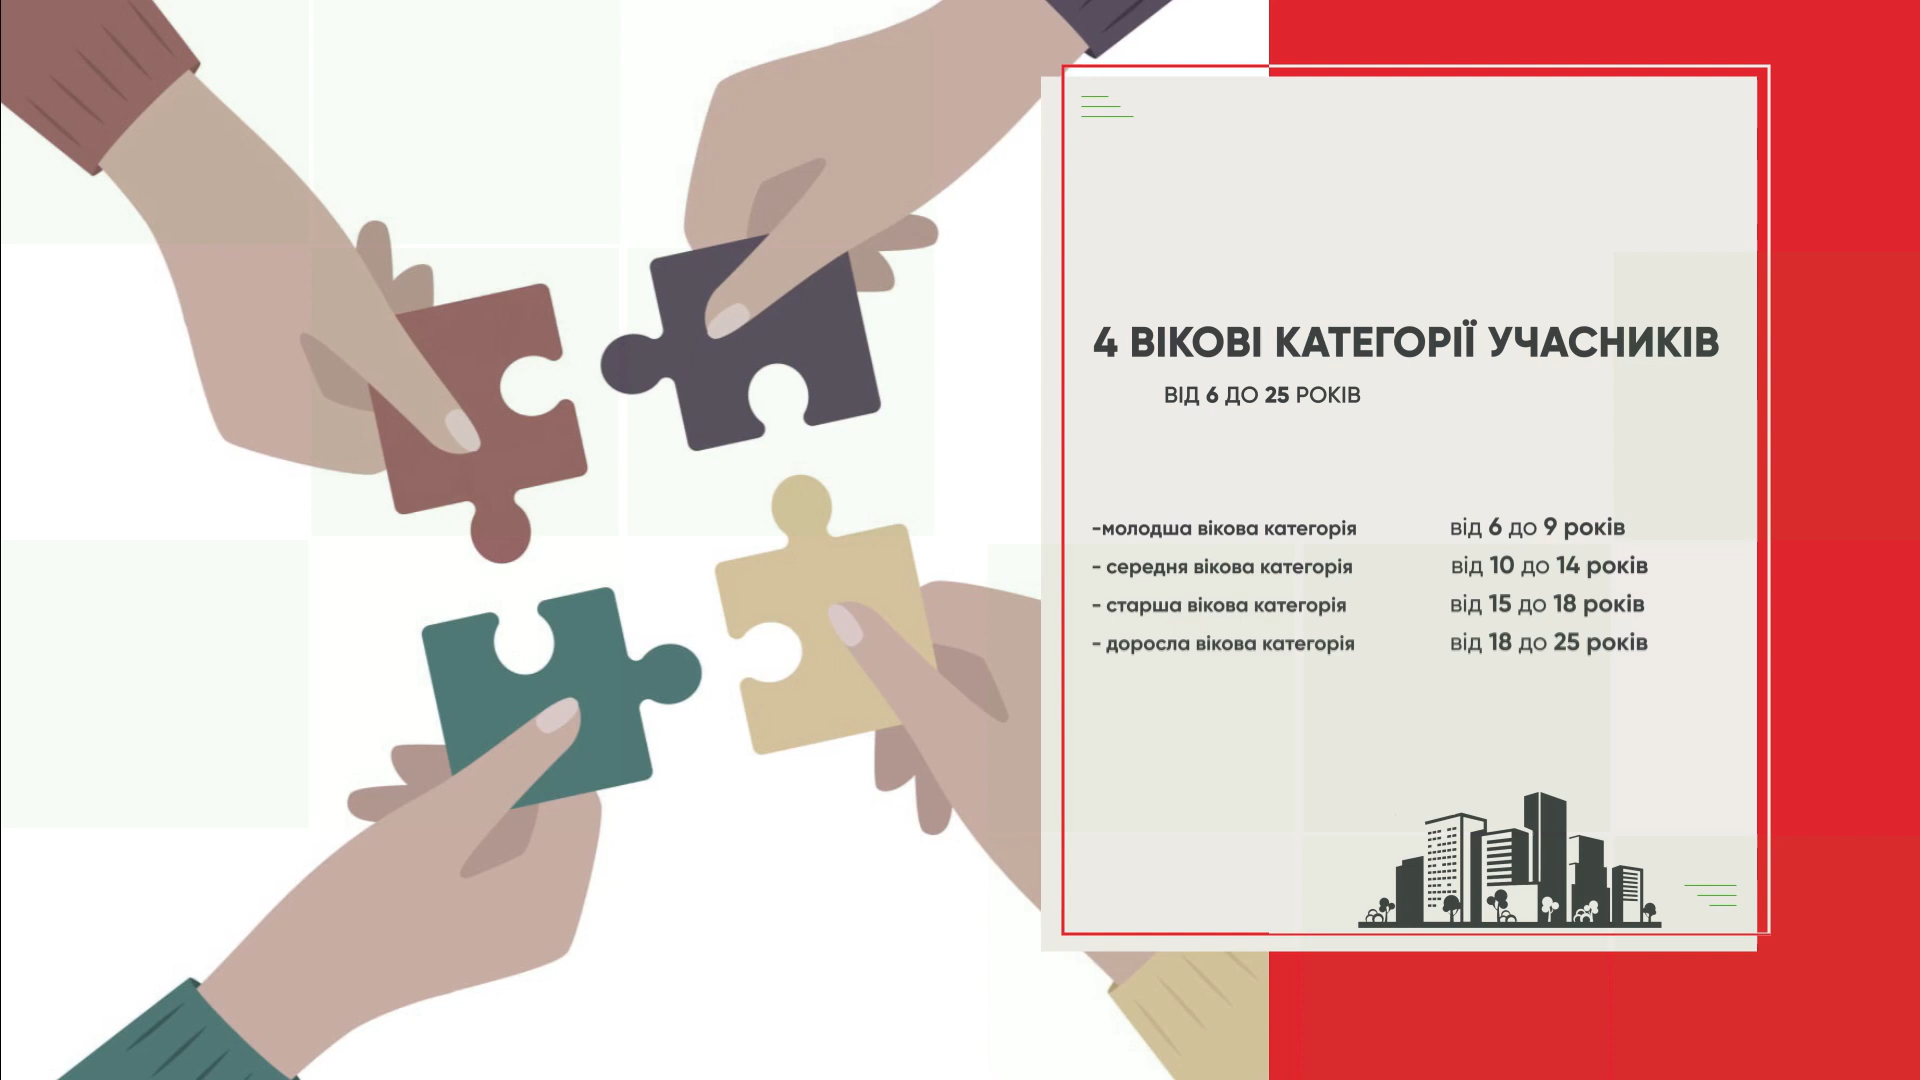 4 ВІКОВІ КАТЕГОРІЇ УЧАСНИКІВ
ВІД 6 ДО 25 РОКІВ
-молодша вікова категорія від 6 до 9 років
- середня вікова категорія від 10 до 14 років
- старша вікова категорія від 15 до 18 років
- доросла вікова категорія від 18 до 25 років